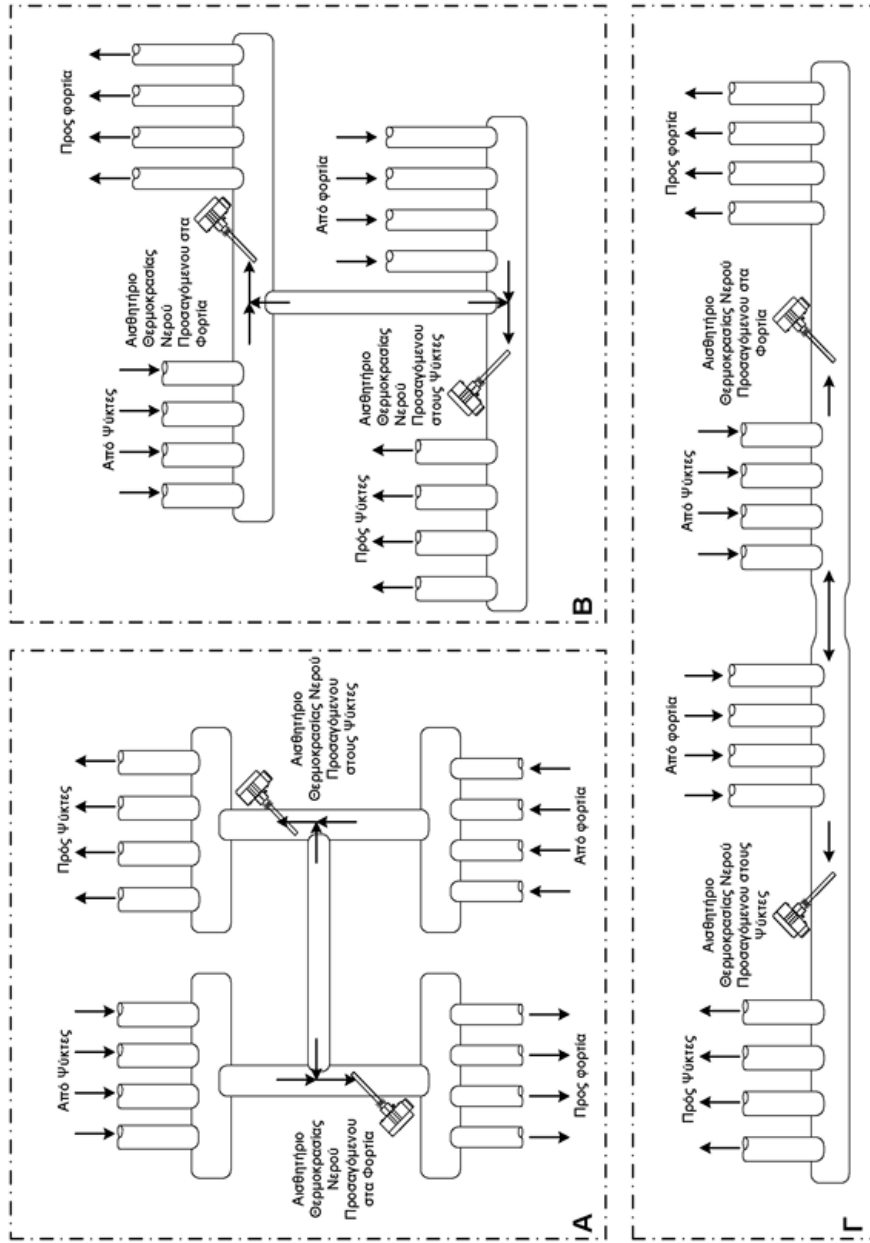 Από Ψύκτες
Πρός Ψύκτες
Αισθητήριο
Θερμοκρασίας Νερού
Προσαγόμενου
στους Ψύκτες
Αισθητήριο
Θερμοκρασίας
Νερού
Προσαγόμενου
στα Φορτία
Προς φορτία
Από φορτία
Α
Προς φορτία
Από Ψύκτες
Αισθητήριο
Θερμοκρασίας
Νερού
Προσαγόμενου στα
Φορτία
Από φορτία
Πρός Ψύκτες
Αισθητήριο
Θερμοκρασίας
Νερού
Προσαγόμενου
στους Ψύκτες
Β
Πρός Ψύκτες
Αισθητήριο
Θερμοκρασίας Νερού
Προσαγόμενου στους
Ψύκτες
Από φορτία
Από Ψύκτες
Αισθητήριο
Θερμοκρασίας Νερού
Προσαγόμενου στα
Φορτία
Προς φορτία
Γ